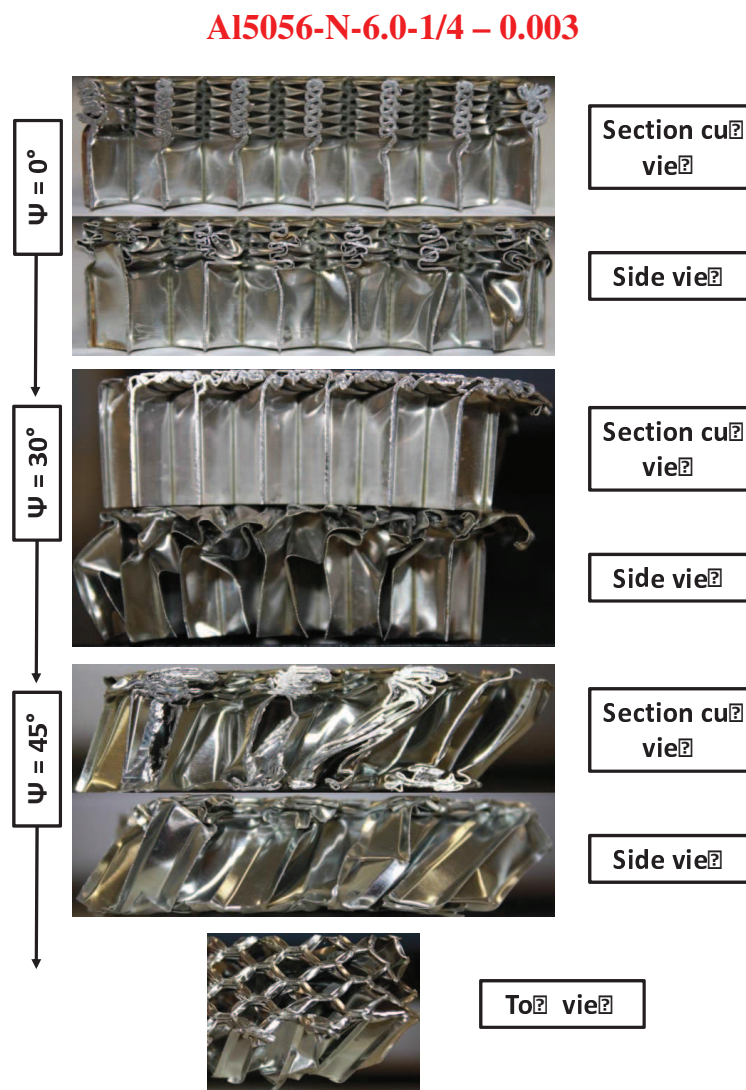 Al5056-N-6.0-1/4 – 0.003
Ψ = 0°
Section cu�
vie�
Side vie�
Ψ = 30°
Section cu�
vie�
Side vie�
Ψ = 45°
Section cu�
vie�
Side vie�
To� vie�